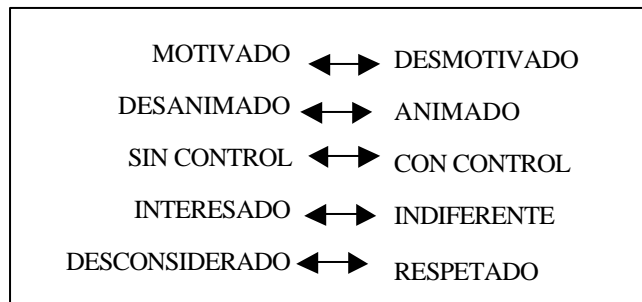 MOTIVADO DESMOTIVADO
DESANIMADO ANIMADO
SIN CONTROL CON CONTROL
INTERESADO INDIFERENTE
DESCONSIDERADO RESPETADO